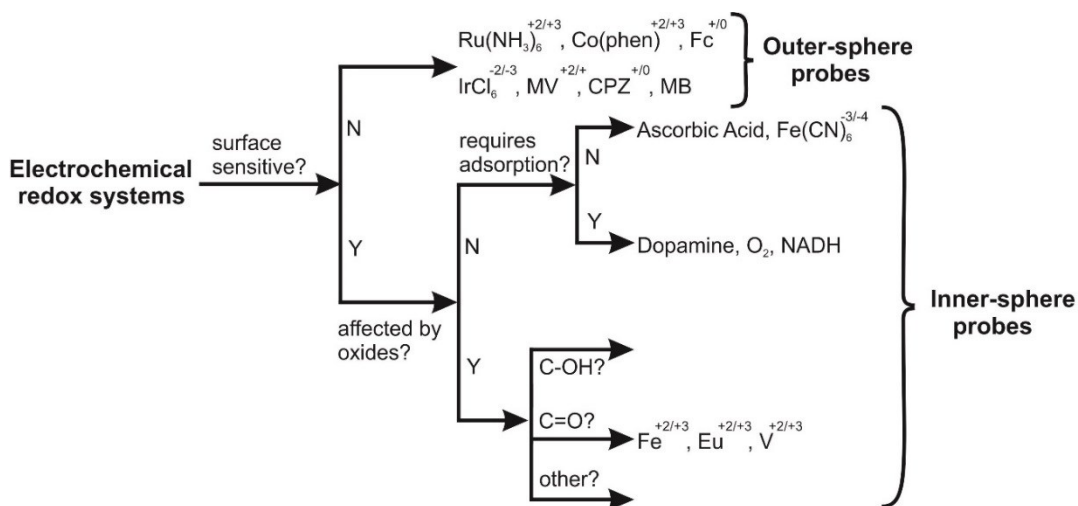 Electrochemical
redox systems
surface
sensitive?
N
Y
Ru(NH₃)₆⁺²/⁺³, Co(phen)⁺²/⁺³, Fc⁺/⁰
IrCl₆⁻²/⁻³, MV⁺²/⁺, CPZ⁺/⁰, MB
Outer-sphere
probes
affected by
oxides?
N
Y
requires
adsorption?
N
Y
Ascorbic Acid, Fe(CN)₆⁻³/⁻⁴
Dopamine, O₂, NADH
C-OH?
C=O?
Fe⁺²/⁺³, Eu⁺²/⁺³, V⁺²/⁺³
other?
Inner-sphere
probes